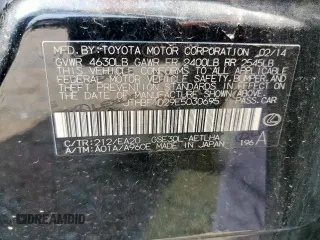 MFD. BY: TOYOTA MOTOR CORPORATION 02/14
GVWR 4630LB GAWR FR 2400LB RR 2545LB
THIS VEHICLE CONFORMS TO ALL APPLICABLE
FEDERAL MOTOR VEHICLE SAFETY, BUMPER AND
THEFT PREVENTION STANDARDS IN EFFECT ON
THE DATE OF MANUFACTURE SHOWN ABOVE.
PASS. CAR
C/TR: 212/EA20 GSE30L-AETLHA
A/TM: A01A/A960E MADE IN JAPAN 196 A